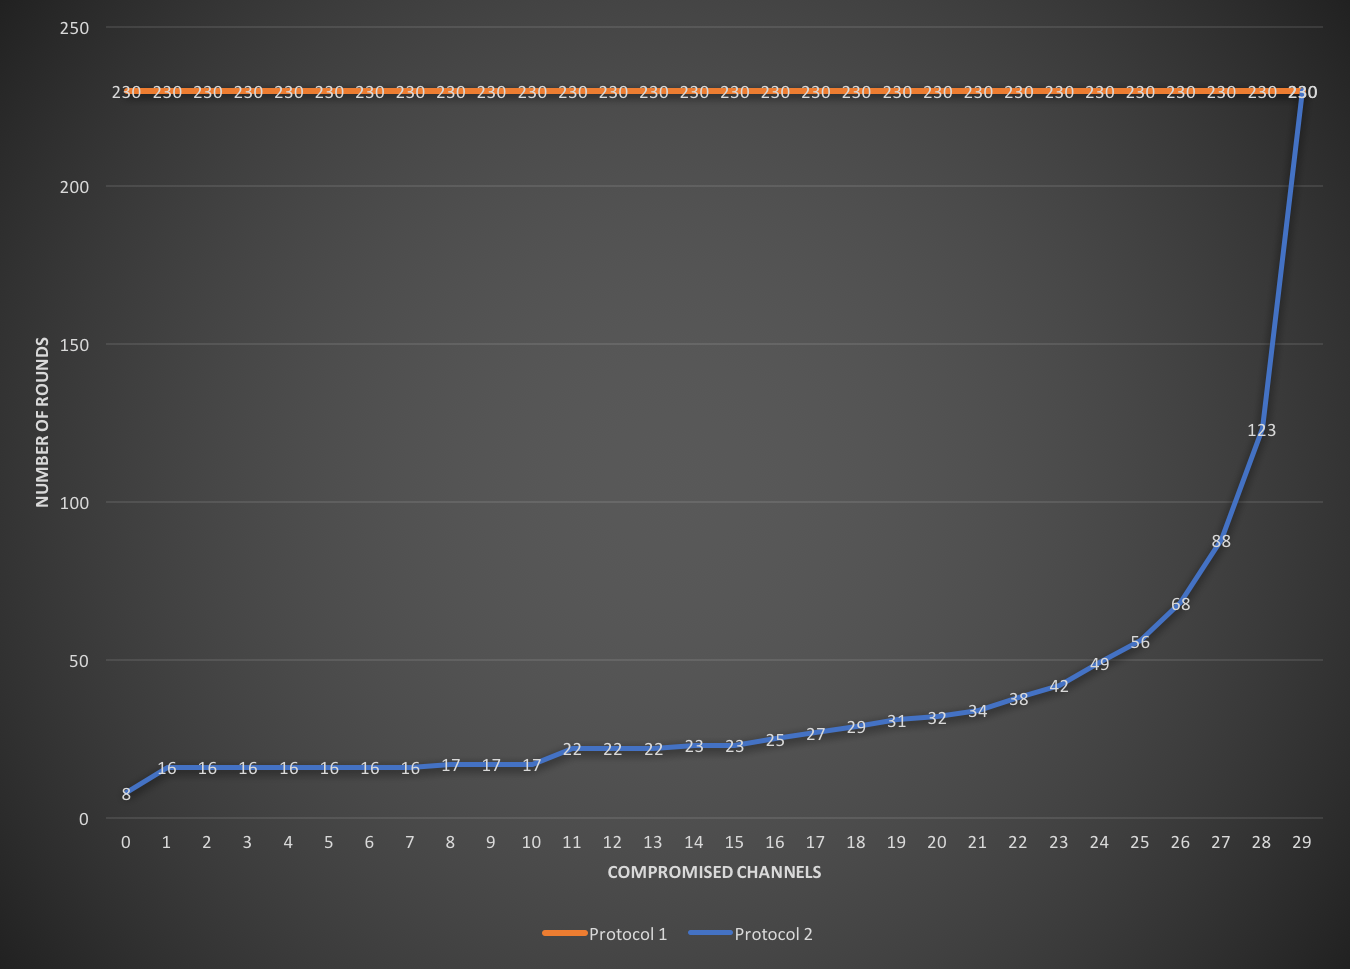 250
230 230 230 230 230 230 230 230 230 230 230 230 230 230 230 230 230 230 230 230 230 230 230 230 230 230 230 230 230 230
200
150
NUMBER OF ROUNDS
100
123
88
68
56
50
49
42
38
34
32
31
29
27
25
22 22 22 23 23
16 16 16 16 16 16 16 17 17 17
8
0
0 1 2 3 4 5 6 7 8 9 10 11 12 13 14 15 16 17 18 19 20 21 22 23 24 25 26 27 28 29
COMPROMISED CHANNELS
Protocol 1 Protocol 2